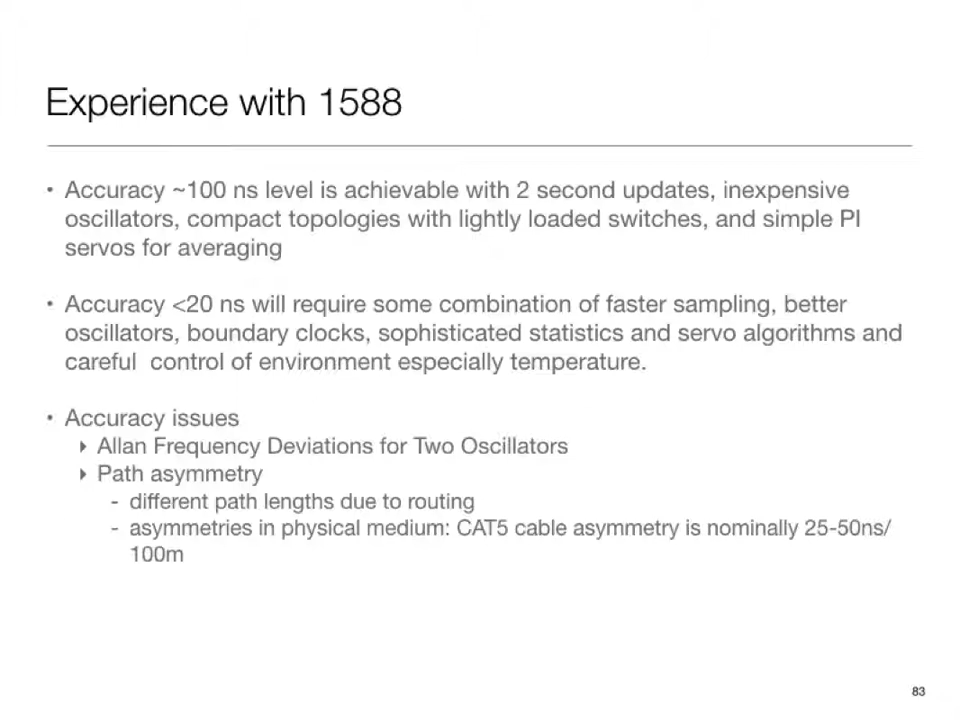 Experience with 1588
• Accuracy ~100 ns level is achievable with 2 second updates, inexpensive
oscillators, compact topologies with lightly loaded switches, and simple PI
servos for averaging
• Accuracy <20 ns will require some combination of faster sampling, better
oscillators, boundary clocks, sophisticated statistics and servo algorithms and
careful  control of environment especially temperature.
• Accuracy issues
‣ Allan Frequency Deviations for Two Oscillators
‣ Path asymmetry
- different path lengths due to routing
- asymmetries in physical medium: CAT5 cable asymmetry is nominally 25-50ns/
100m
83